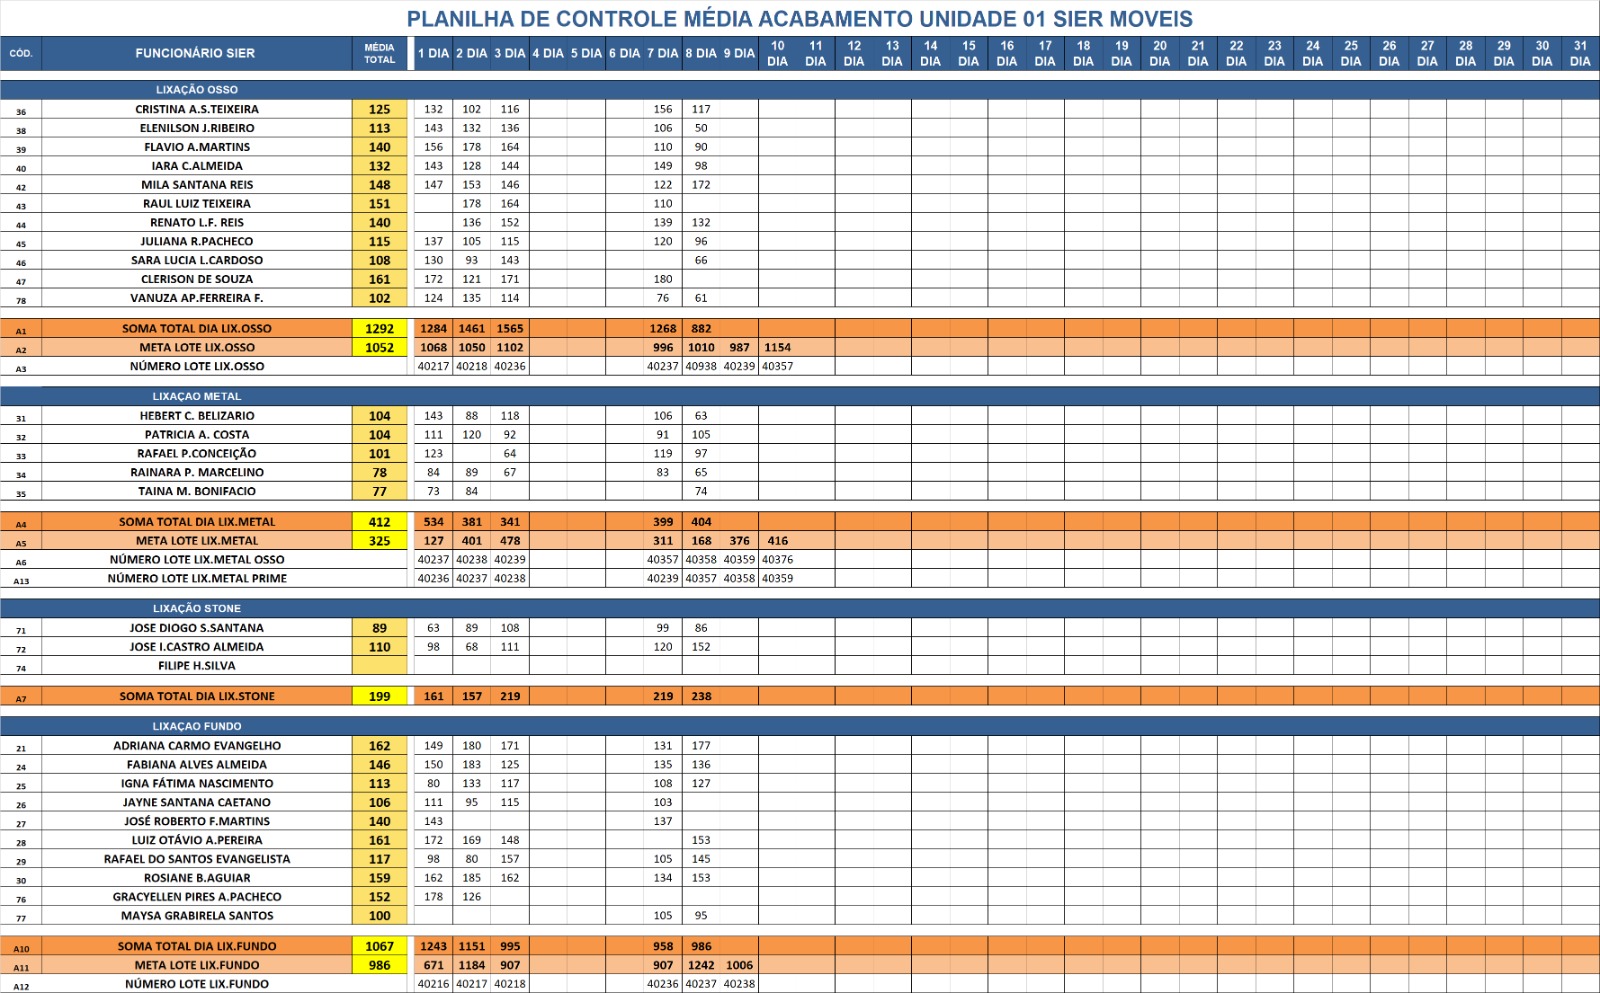 PLANILHA DE CONTROLE MÉDIA ACABAMENTO UNIDADE 01 SIER MOVEIS
CÓD. FUNCIONÁRIO SIER MÉDIA TOTAL 1 DIA 2 DIA 3 DIA 4 DIA 5 DIA 6 DIA 7 DIA 8 DIA 9 DIA 10 DIA 11 DIA 12 DIA 13 DIA 14 DIA 15 DIA 16 DIA 17 DIA 18 DIA 19 DIA 20 DIA 21 DIA 22 DIA 23 DIA 24 DIA 25 DIA 26 DIA 27 DIA 28 DIA 29 DIA 30 DIA 31 DIA
LIXAÇÃO OSSO
36 CRISTINA A.S.TEIXEIRA 125 132 102 116 156 117
38 ELENILSON J.RIBEIRO 113 143 132 136 106 50
39 FLAVIO A.MARTINS 140 156 178 164 110 90
40 IARA C.ALMEIDA 132 143 128 144 149 98
42 MILA SANTANA REIS 148 147 153 146 122 172
43 RAUL LUIZ TEIXEIRA 151 178 164 110
44 RENATO L.F. REIS 140 136 152 139 132
45 JULIANA R.PACHECO 115 137 105 115 120 96
46 SARA LUCIA L.CARDOSO 108 130 93 143 66
47 CLERISON DE SOUZA 161 172 121 171 180
78 VANUZA AP.FERREIRA F. 102 124 135 114 76 61
A1 SOMA TOTAL DIA LIX.OSSO 1292 1284 1461 1565 1268 882
A2 META LOTE LIX.OSSO 1052 1068 1050 1102 996 1010 987 1154
A3 NÚMERO LOTE LIX.OSSO 40217 40218 40236 40237 40938 40239 40357
LIXAÇAO METAL
31 HEBERT C. BELIZARIO 104 143 88 118 106 63
32 PATRICIA A. COSTA 104 111 120 92 91 105
33 RAFAEL P.CONCEIÇÃO 101 123 64 119 97
34 RAINARA P. MARCELINO 78 84 89 67 83 65
35 TAINA M. BONIFACIO 77 73 84 74
A4 SOMA TOTAL DIA LIX.METAL 412 534 381 341 399 404
A5 META LOTE LIX.METAL 325 127 401 478 311 168 376 416
A6 NÚMERO LOTE LIX.METAL OSSO 40237 40238 40239 40357 40358 40359 40376
A13 NÚMERO LOTE LIX.METAL PRIME 40236 40237 40238 40239 40357 40358 40359
LIXAÇÃO STONE
71 JOSE DIOGO S.SANTANA 89 63 89 108 99 86
72 JOSE I.CASTRO ALMEIDA 110 98 68 111 120 152
74 FILIPE H.SILVA
A7 SOMA TOTAL DIA LIX.STONE 199 161 157 219 219 238
LIXAÇAO FUNDO
21 ADRIANA CARMO EVANGELHO 162 149 180 171 131 177
24 FABIANA ALVES ALMEIDA 146 150 183 125 135 136
25 IGNA FÁTIMA NASCIMENTO 113 80 133 117 108 127
26 JAYNE SANTANA CAETANO 106 111 95 115 103
27 JOSÉ ROBERTO F.MARTINS 140 143 137
28 LUIZ OTÁVIO A.PEREIRA 161 172 169 148 153
29 RAFAEL DO SANTOS EVANGELISTA 117 98 80 157 105 145
30 ROSIANE B.AGUIAR 159 162 185 162 134 153
76 GRACYELLEN PIRES A.PACHECO 152 178 126
77 MAYSA GRABIRELA SANTOS 100 105 95
A10 SOMA TOTAL DIA LIX.FUNDO 1067 1243 1151 995 958 986
A11 META LOTE LIX.FUNDO 986 671 1184 907 907 1242 1006
A12 NÚMERO LOTE LIX.FUNDO 40216 40217 40218 40236 40237 40238